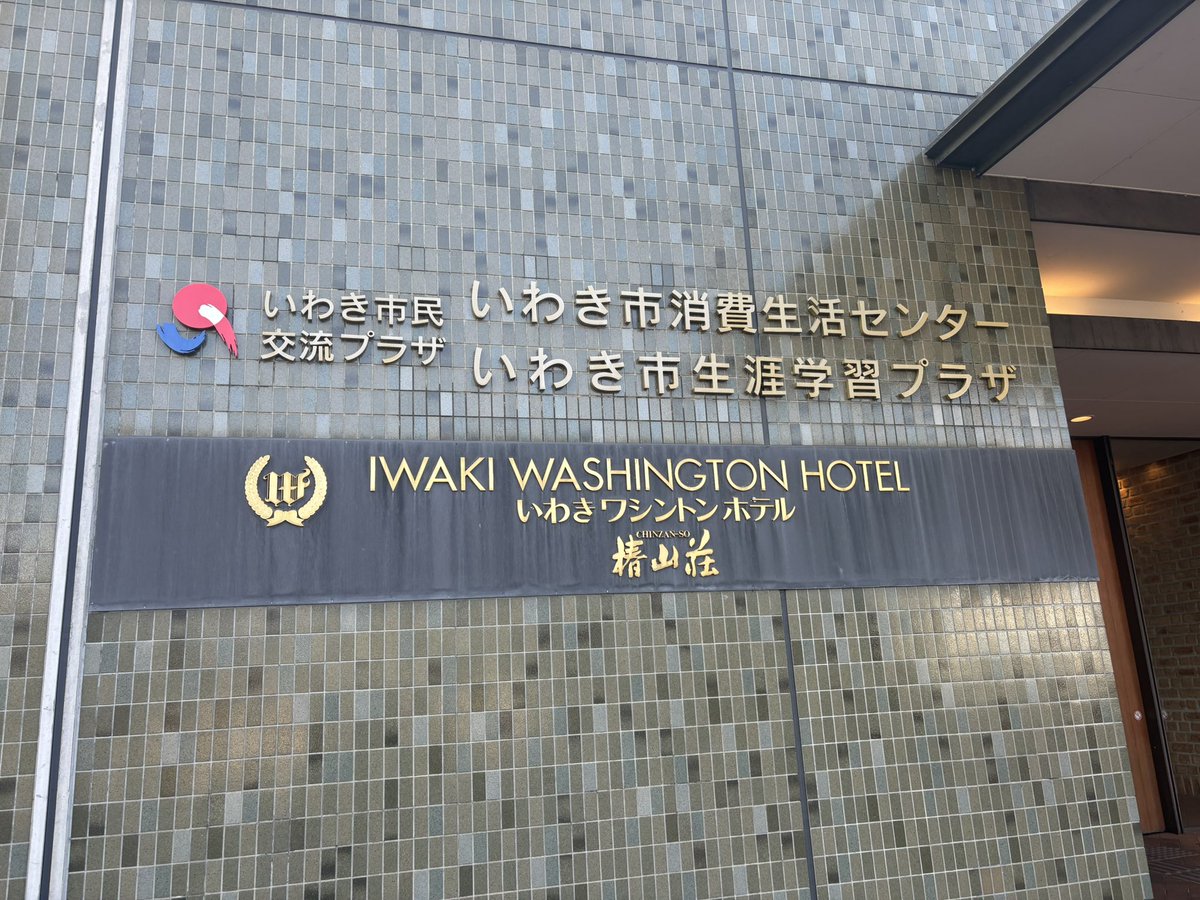 いわき市民
交流プラザ
いわき市消費生活センター
いわき市生涯学習プラザ
IWAKI WASHINGTON HOTEL
いわきワシントンホテル
CHINZAN-SO
椿山荘